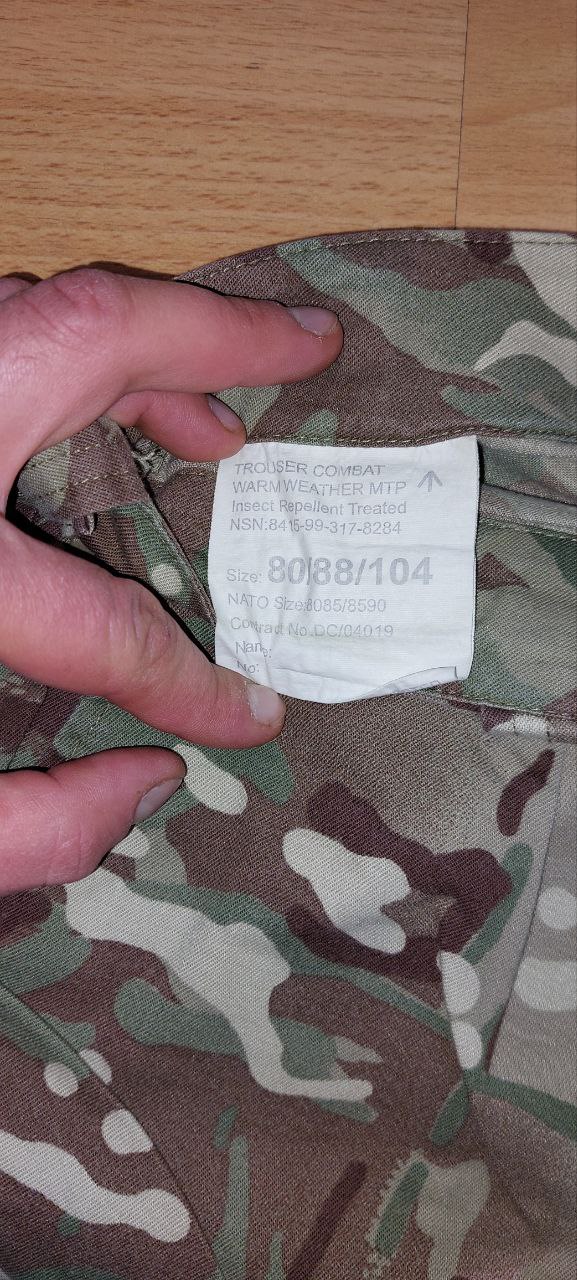 TROUSER COMBAT
WARM WEATHER MTP
Insect Repellent Treated
NSN:8415-99-317-8284
Size: 80/88/104
NATO Size:8085/8590
Contract No.DC/04019
Name:
No: